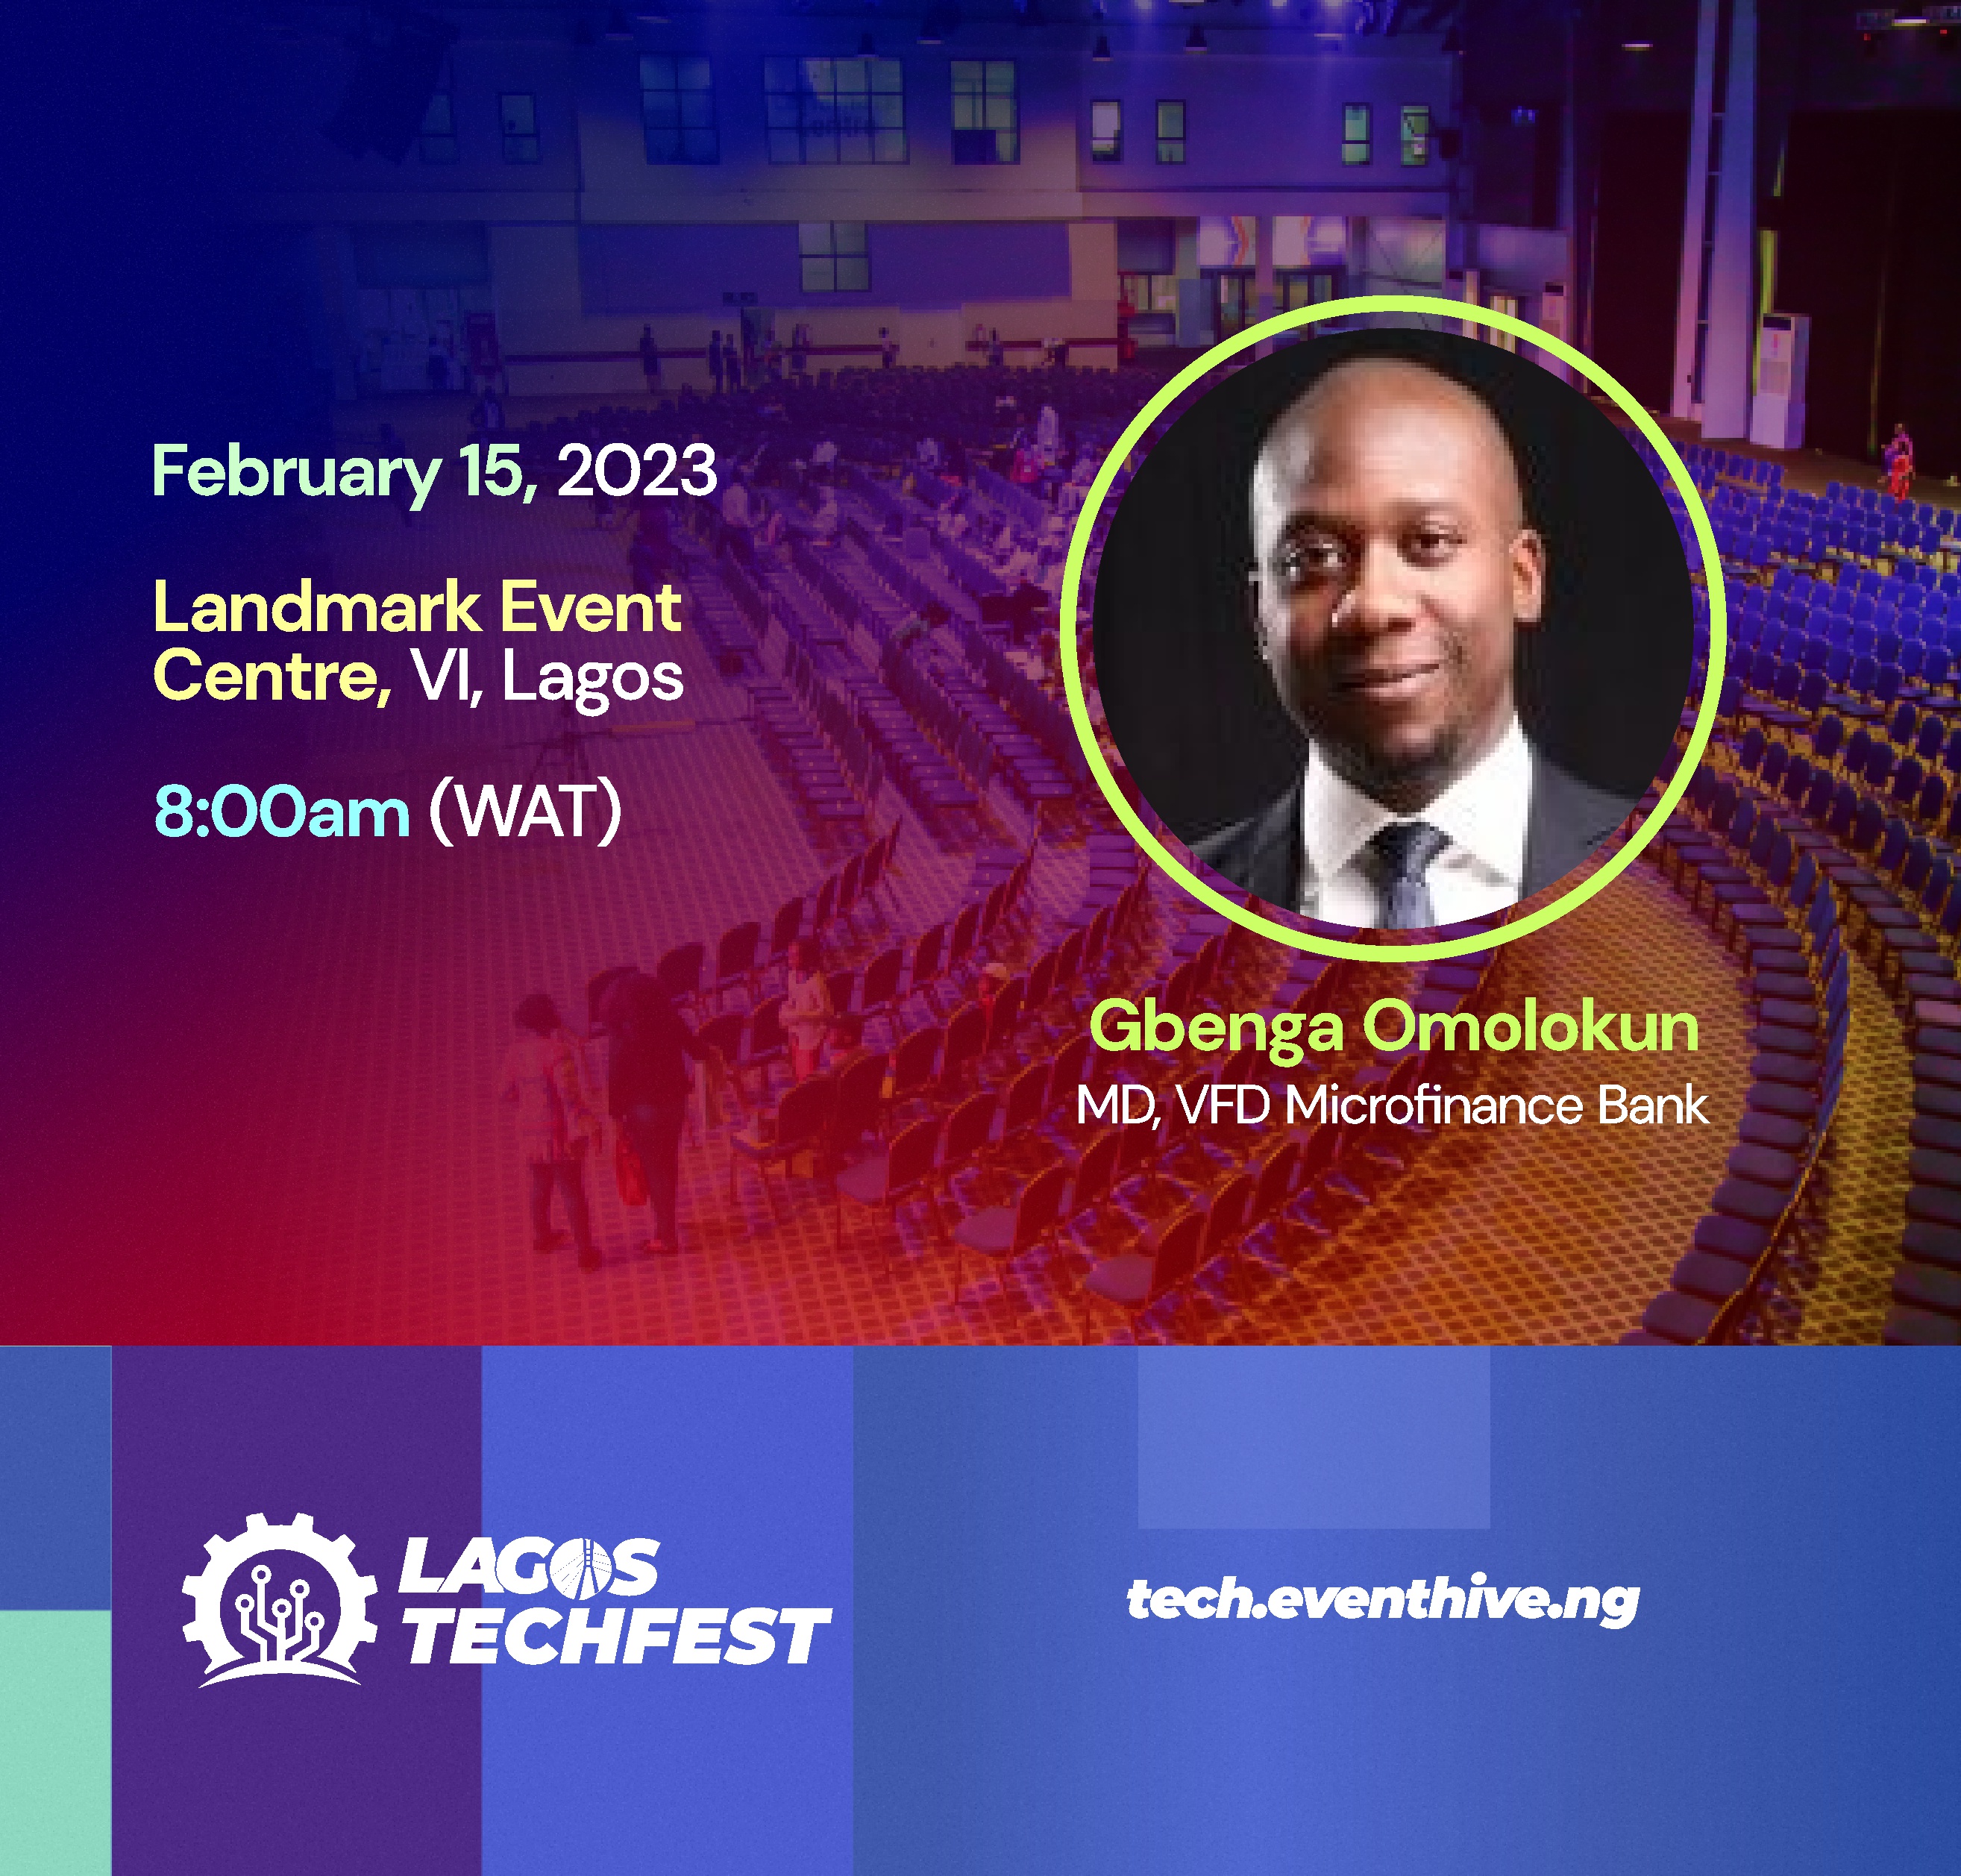 February 15, 2023
Landmark Event
Centre, VI, Lagos
8:00am (WAT)
Gbenga Omolokun
MD, VFD Microfinance Bank
LAGOS
TECHFEST
tech.eventhive.ng